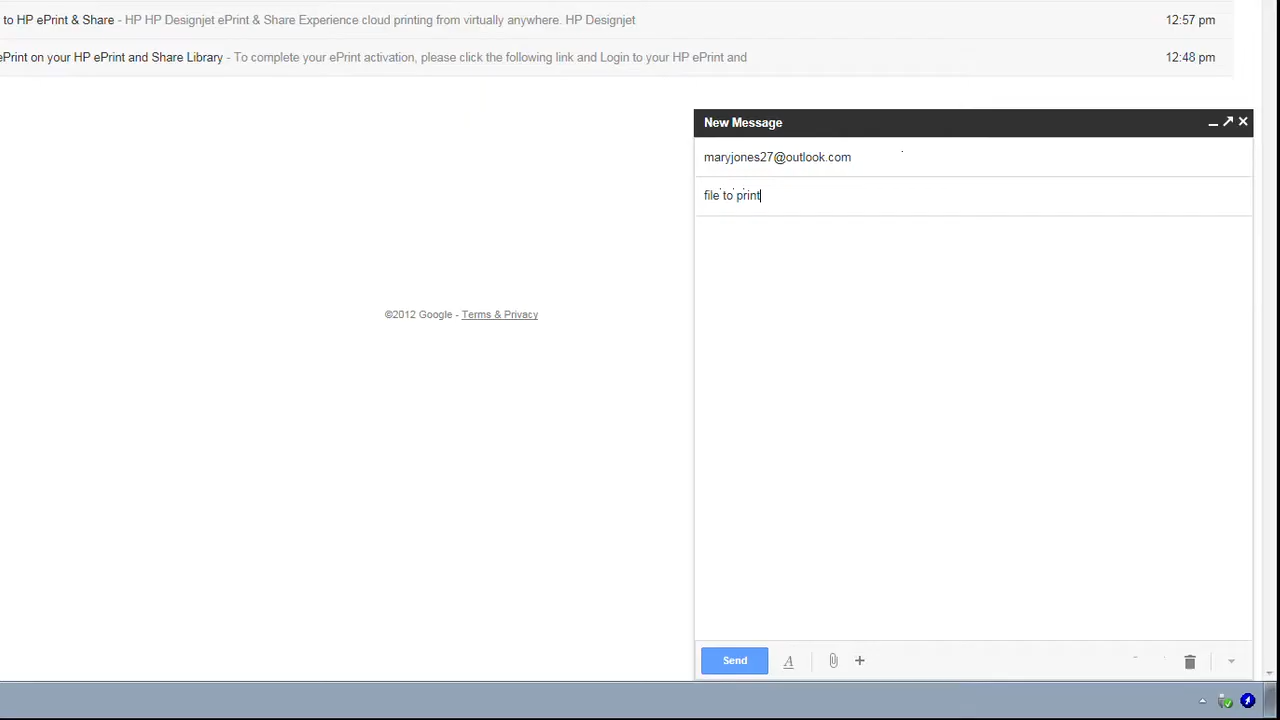 to HP ePrint & Share - HP HP Designjet ePrint & Share Experience cloud printing from virtually anywhere. HP Designjet 12:57 pm
ePrint on your HP ePrint and Share Library - To complete your ePrint activation, please click the following link and Login to your HP ePrint and 12:48 pm
New Message
maryjones27@outlook.com
file to print
©2012 Google - Terms & Privacy
Send A